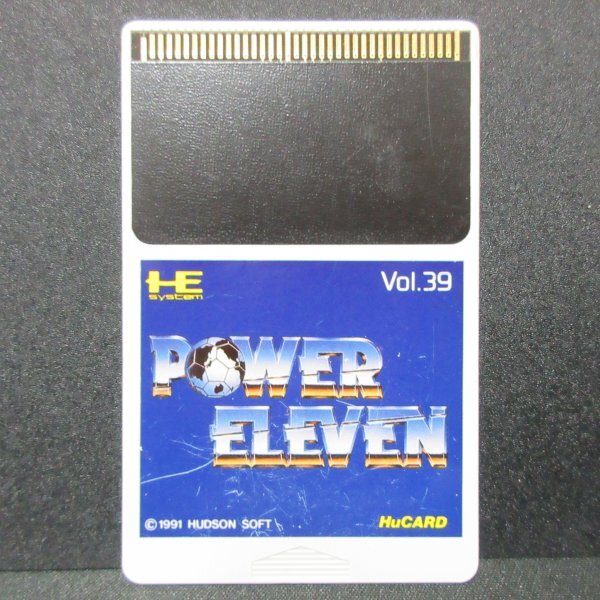 HE
system
Vol.39
POWER
ELEVEN
©1991 HUDSON SOFT
HuCARD